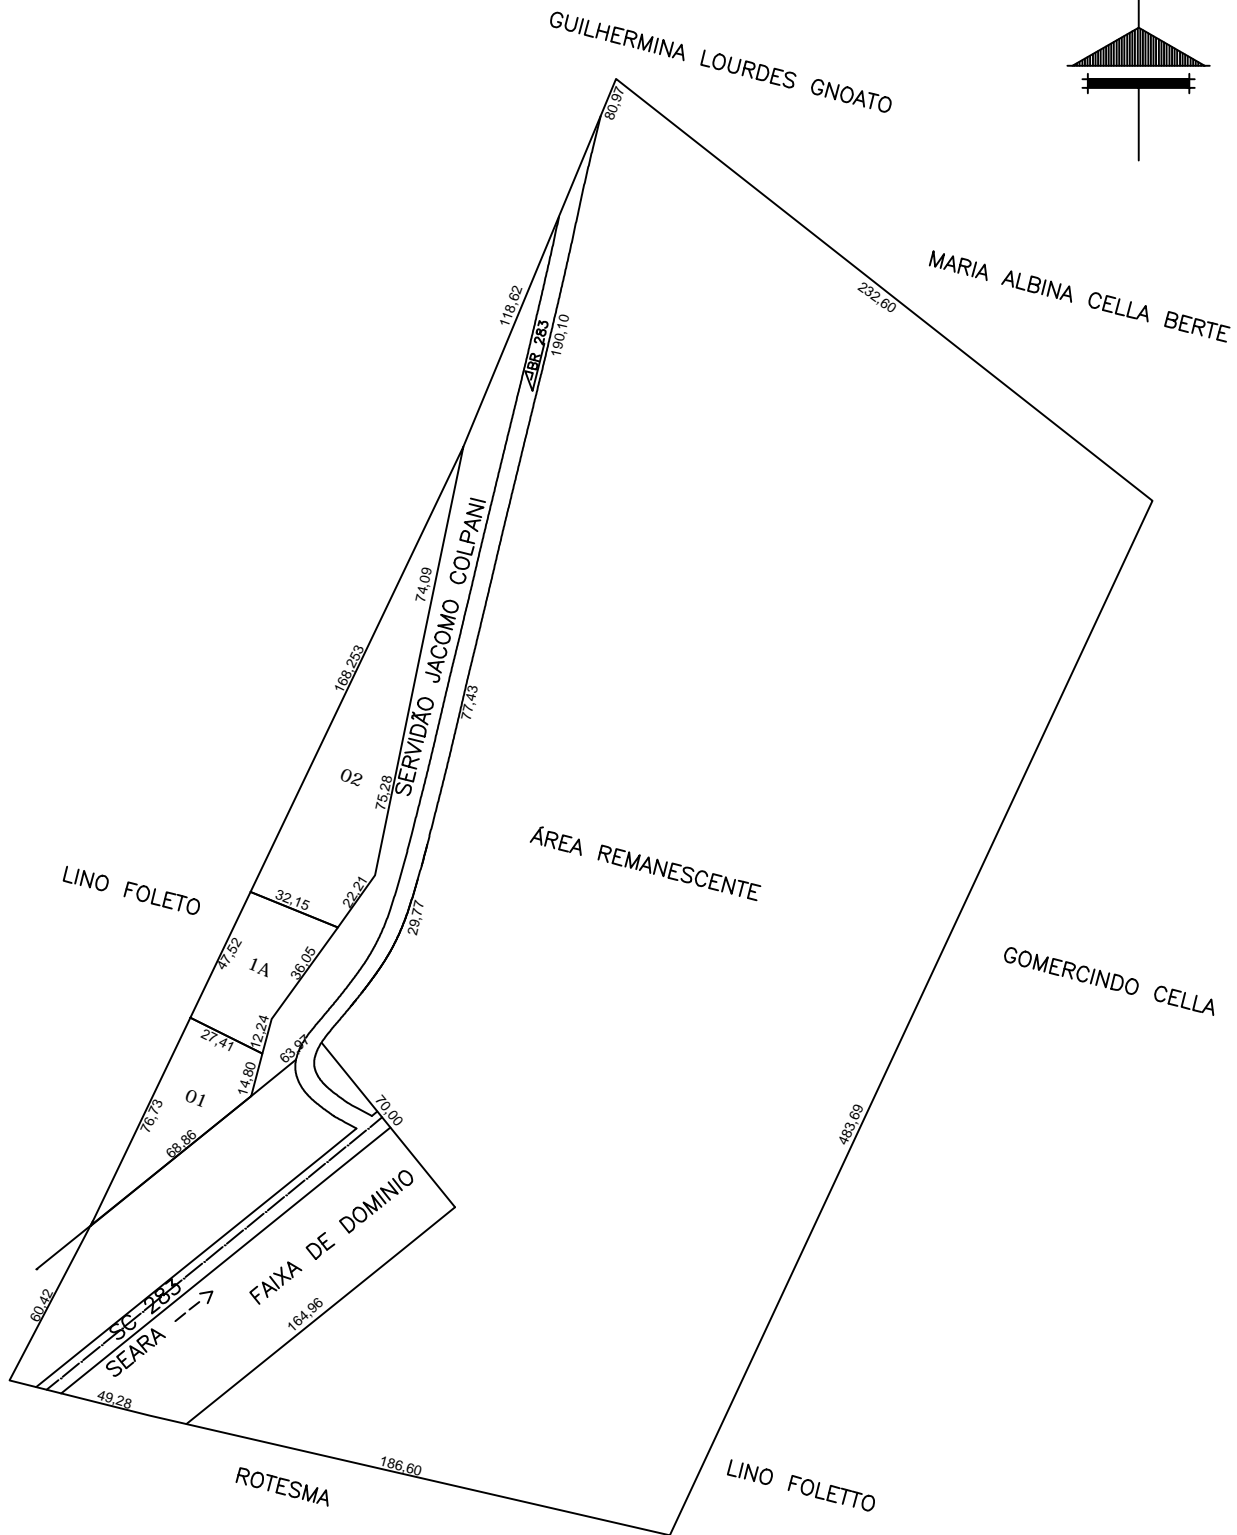 GUILHERMINA LOURDES GNOATO
80,97
MARIA ALBINA CELLA BERTE
232,60
118,62
BR 283
190,10
SERVIDÃO JACOMO COLPANI
74,09
168,253
77,43
02
75,28
ÁREA REMANESCENTE
LINO FOLETO
22,21
32,15
29,77
47,52
1A
36,05
GOMERCINDO CELLA
27,41
12,24
63,97
14,80
01
76,73
70,00
68,86
483,69
FAIXA DE DOMINIO
60,42
SC 283
SEARA
164,96
49,28
186,60
ROTESMA
LINO FOLETTO